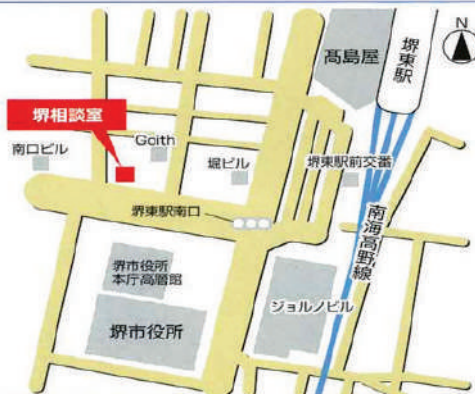 N
堺東駅
髙島屋
堺相談室
Goith
南口ビル
堀ビル
堺東駅前交番
堺東駅南口
南海高野線
堺市役所
本庁高層館
ジョルノビル
堺市役所